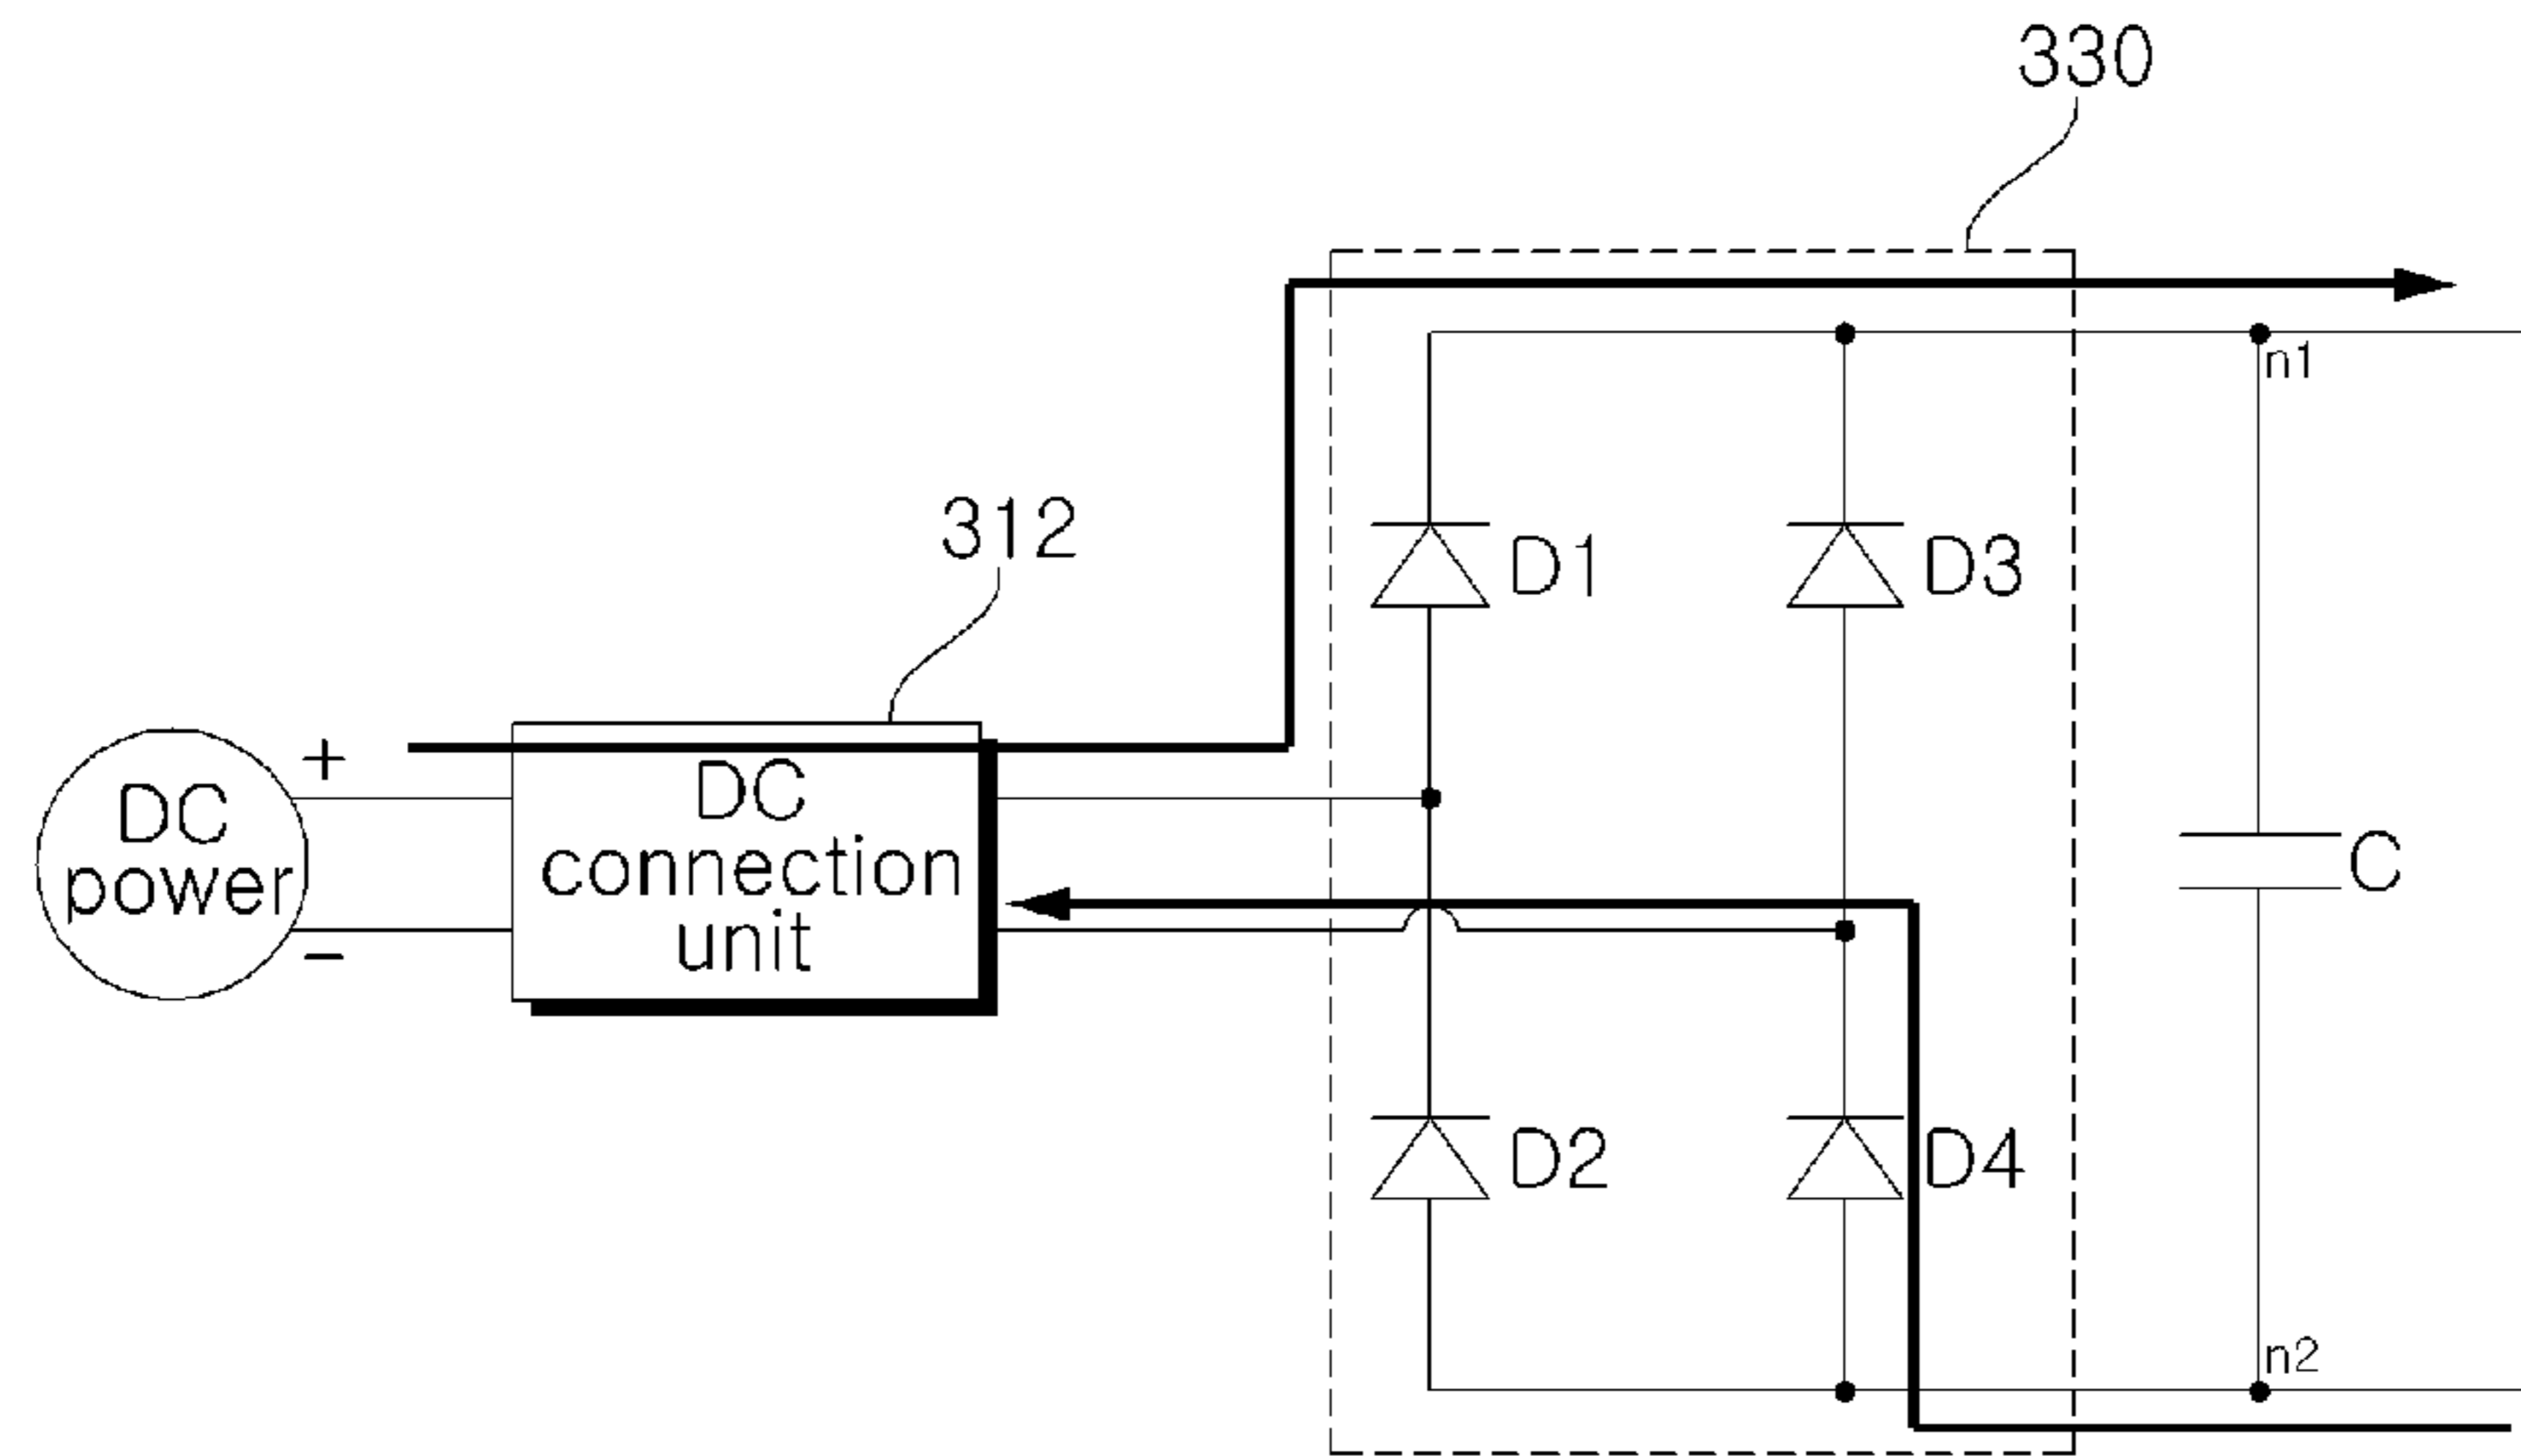 330
n1
312
D1
D3
+
DC
power
−
DC
connection
unit
C
D2
D4
n2